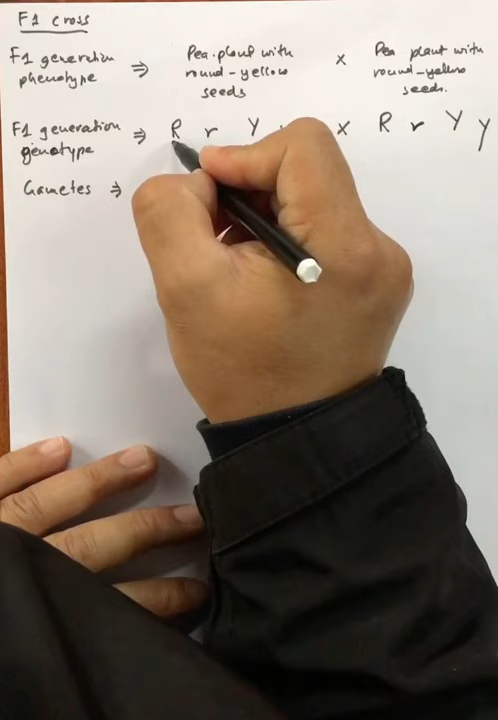 F1 cross
F1 generation phenotype ⇒ Pea plant with round-yellow seeds x Pea plant with round-yellow seeds.
F1 generation genotype ⇒ R r Y x R r Y y
Gametes ⇒